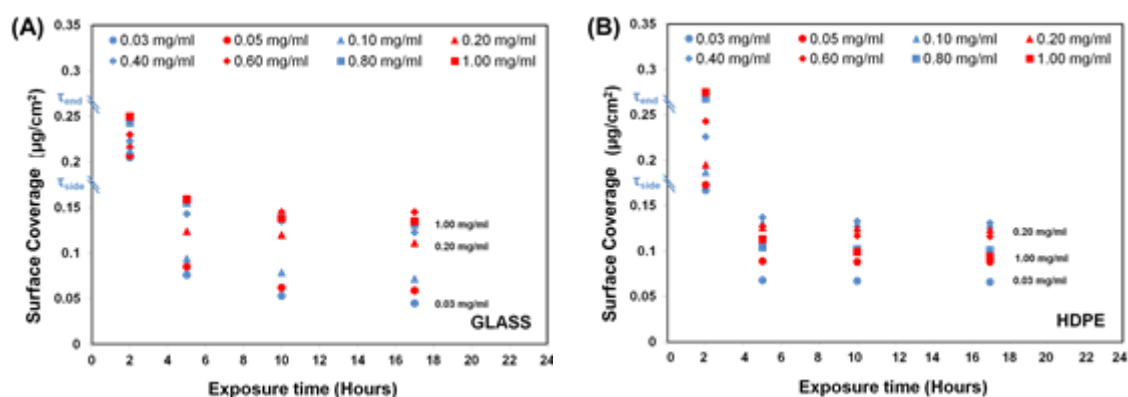 (A)
0.03 mg/ml 0.05 mg/ml 0.10 mg/ml 0.20 mg/ml
0.40 mg/ml 0.60 mg/ml 0.80 mg/ml 1.00 mg/ml
Surface Coverage (µg/cm²)
0.35
0.3
τend
0.25
0.2
τside
0.15
0.1
0.05
0
1.00 mg/ml
0.20 mg/ml
0.03 mg/ml
GLASS
0 2 4 6 8 10 12 14 16 18 20 22 24
Exposure time (Hours)
(B)
0.03 mg/ml 0.05 mg/ml 0.10 mg/ml 0.20 mg/ml
0.40 mg/ml 0.60 mg/ml 0.80 mg/ml 1.00 mg/ml
Surface Coverage (µg/cm²)
0.35
0.3
τend
0.25
0.2
τside
0.15
0.1
0.05
0
0.20 mg/ml
1.00 mg/ml
0.03 mg/ml
HDPE
0 2 4 6 8 10 12 14 16 18 20 22 24
Exposure time (Hours)